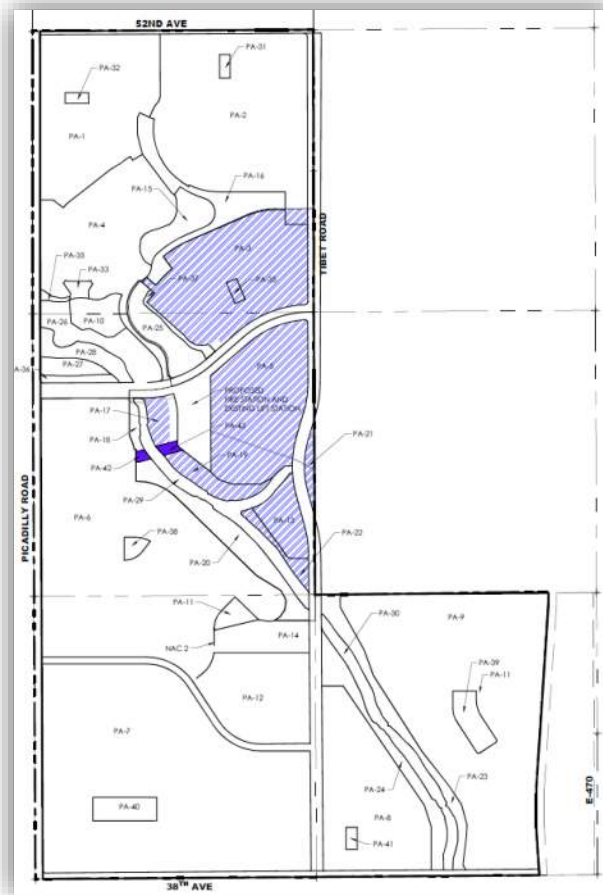 52ND AVE
PA-31
PA-32
PA-2
PA-1
PA-15
PA-16
PA-4
PA-3
TIBET ROAD
PA-37
PA-35
PA-33
PA-26
PA-10
PA-25
PA-28
PA-27
PA-5
PROPOSED
FIRE STATION AND
EXISTING LIFT STATION
PA-17
PA-18
PA-43
PA-21
PA-42
PA-19
PA-29
PA-13
PICADILLY ROAD
PA-6
PA-38
PA-22
PA-20
PA-11
PA-30
PA-9
NAC 2
PA-14
PA-39
PA-11
PA-12
PA-7
PA-24
PA-23
E-470
PA-40
PA-8
PA-41
38TH AVE